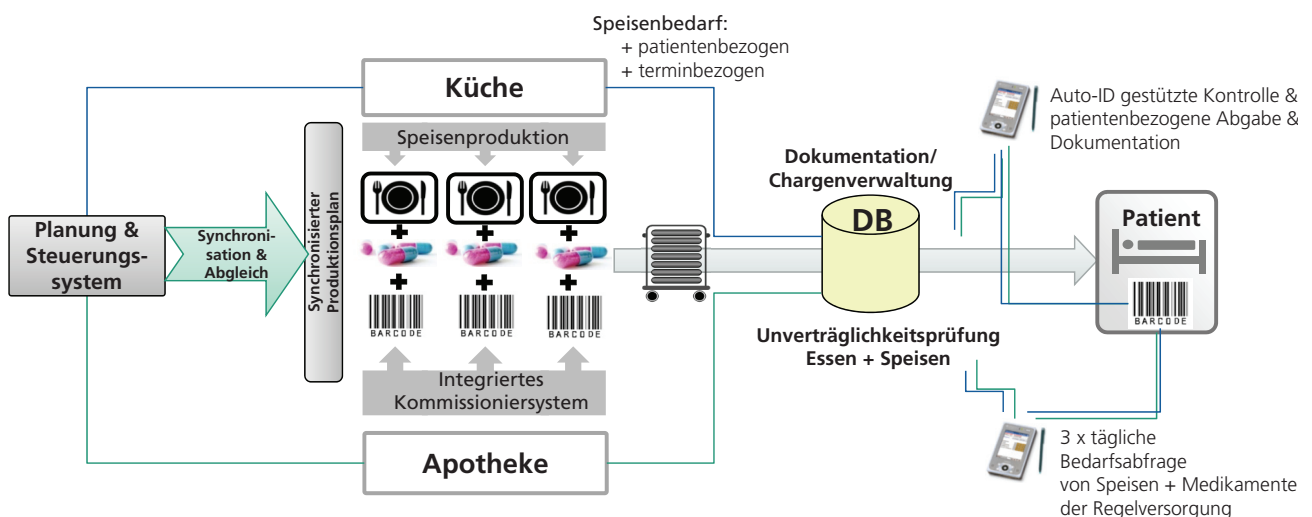 Speisenbedarf:
+ patientenbezogen
+ terminbezogen
Küche
Speisenproduktion
Auto-ID gestützte Kontrolle &
patientenbezogene Abgabe &
Dokumentation
Dokumentation/
Chargenverwaltung
DB
Planung &
Steuerungs-
system
Synchroni-
sation &
Abgleich
Synchronisierter
Produktionsplan
+
+
+
+
+
+
BARCODE
BARCODE
BARCODE
Patient
BARCODE
Unverträglichkeitsprüfung
Essen + Speisen
Integriertes
Kommissioniersystem
Apotheke
3 x tägliche
Bedarfsabfrage
von Speisen + Medikamente
der Regelversorgung